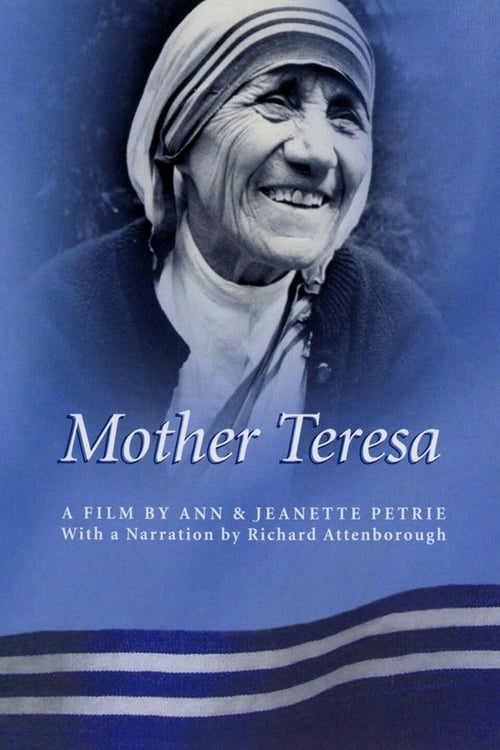 Mother Teresa
A FILM BY ANN & JEANETTE PETRIE
With a Narration by Richard Attenborough